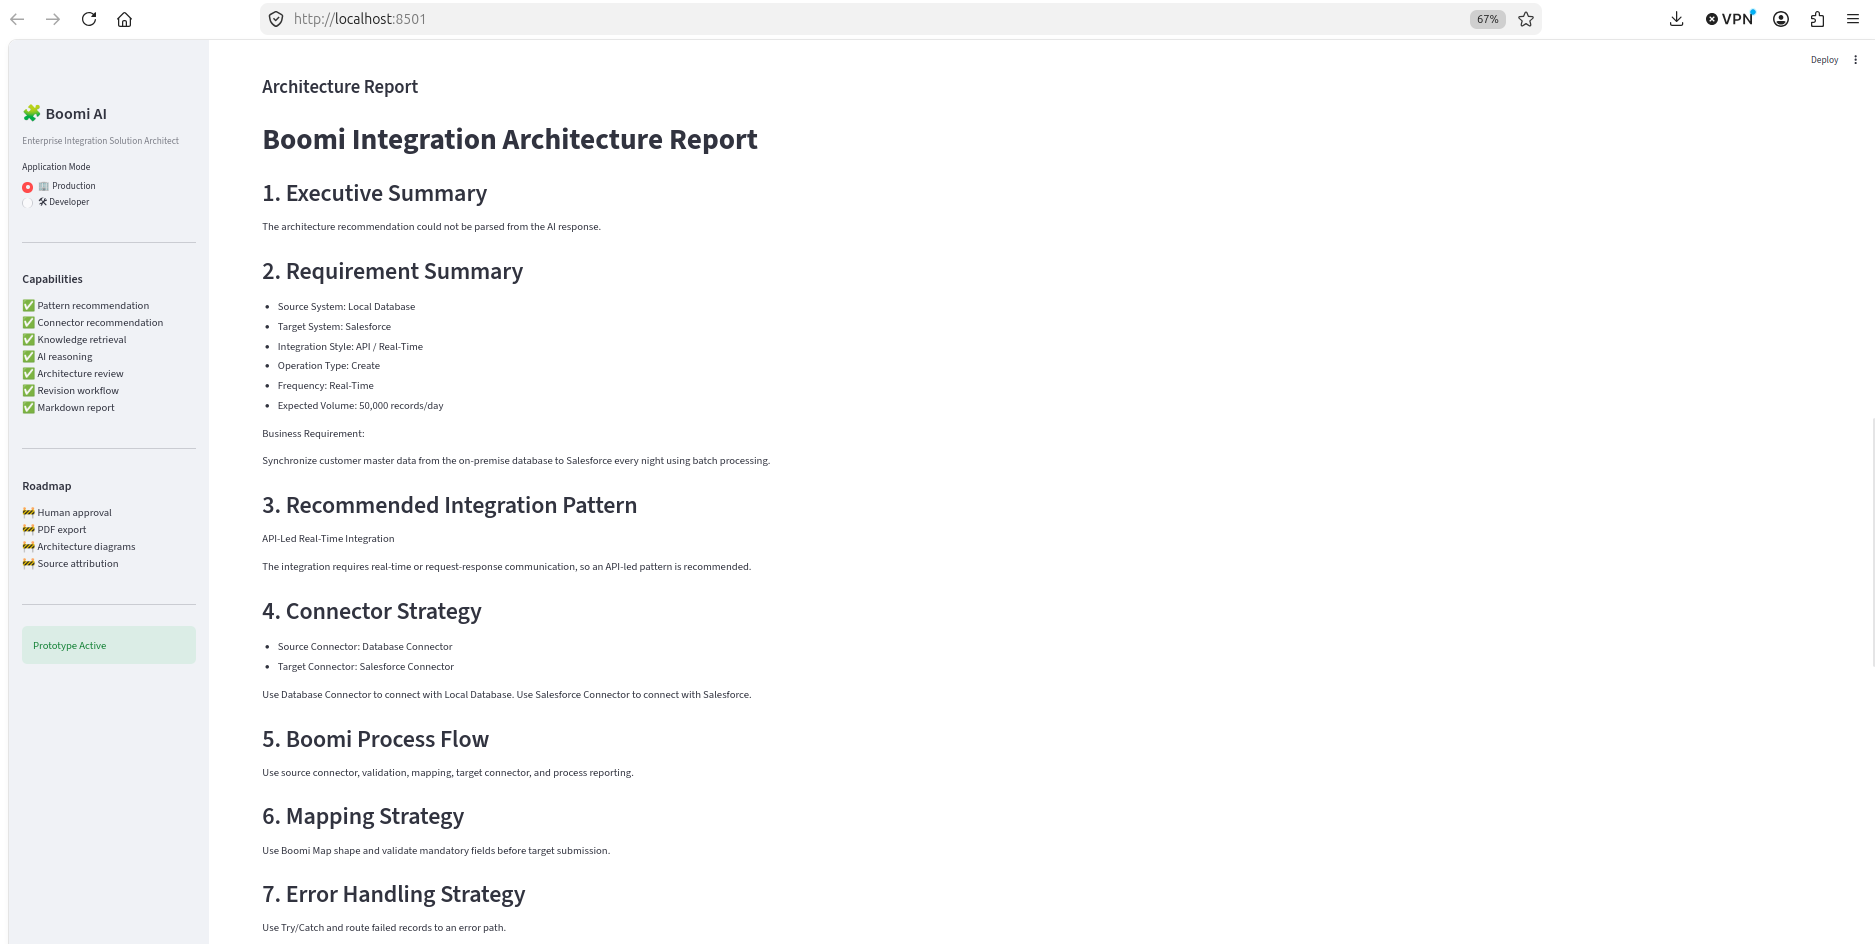 http://localhost:8501
67%
VPN
Deploy
🧩 Boomi AI
Enterprise Integration Solution Architect
Application Mode
🏢 Production
🛠 Developer
Capabilities
✅ Pattern recommendation
✅ Connector recommendation
✅ Knowledge retrieval
✅ AI reasoning
✅ Architecture review
✅ Revision workflow
✅ Markdown report
Roadmap
🚧 Human approval
🚧 PDF export
🚧 Architecture diagrams
🚧 Source attribution
Prototype Active
Architecture Report
Boomi Integration Architecture Report
1. Executive Summary
The architecture recommendation could not be parsed from the AI response.
2. Requirement Summary
• Source System: Local Database
• Target System: Salesforce
• Integration Style: API / Real-Time
• Operation Type: Create
• Frequency: Real-Time
• Expected Volume: 50,000 records/day
Business Requirement:
Synchronize customer master data from the on-premise database to Salesforce every night using batch processing.
3. Recommended Integration Pattern
API-Led Real-Time Integration
The integration requires real-time or request-response communication, so an API-led pattern is recommended.
4. Connector Strategy
• Source Connector: Database Connector
• Target Connector: Salesforce Connector
Use Database Connector to connect with Local Database. Use Salesforce Connector to connect with Salesforce.
5. Boomi Process Flow
Use source connector, validation, mapping, target connector, and process reporting.
6. Mapping Strategy
Use Boomi Map shape and validate mandatory fields before target submission.
7. Error Handling Strategy
Use Try/Catch and route failed records to an error path.